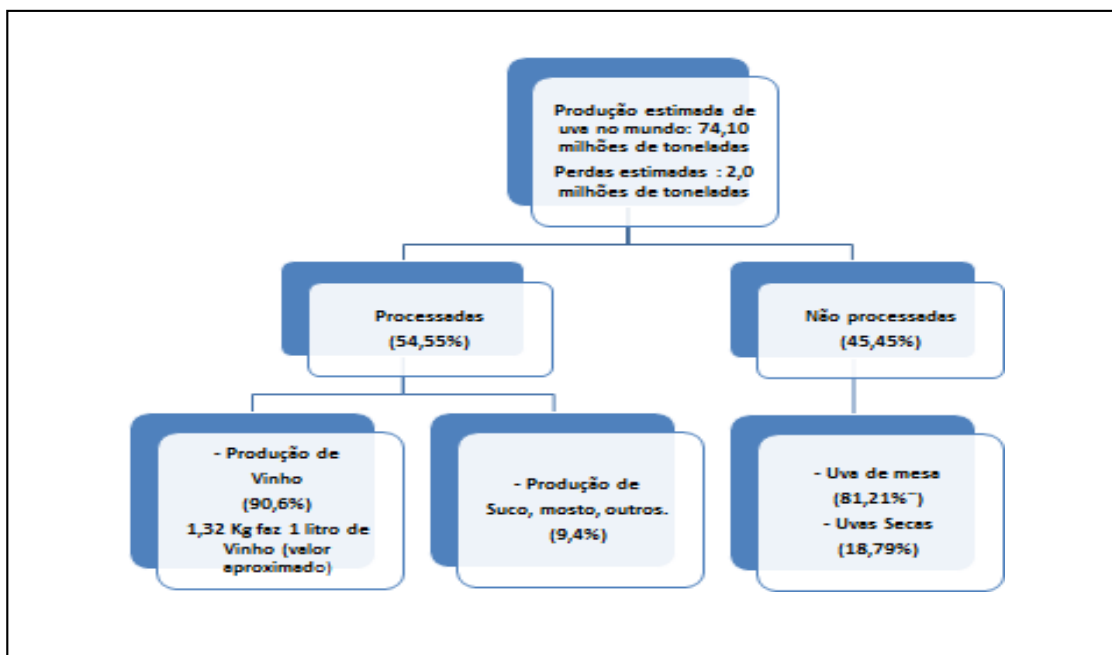 Produção estimada de
uva no mundo: 74,10
milhões de toneladas
Perdas estimadas : 2,0
milhões de toneladas
Processadas
(54,55%)
Não processadas
(45,45%)
- Produção de
Vinho
(90,6%)
1,32 Kg faz 1 litro de
Vinho (valor
aproximado)
- Produção de
Suco, mosto, outros.
(9,4%)
- Uva de mesa
(81,21%¨)
- Uvas Secas
(18,79%)